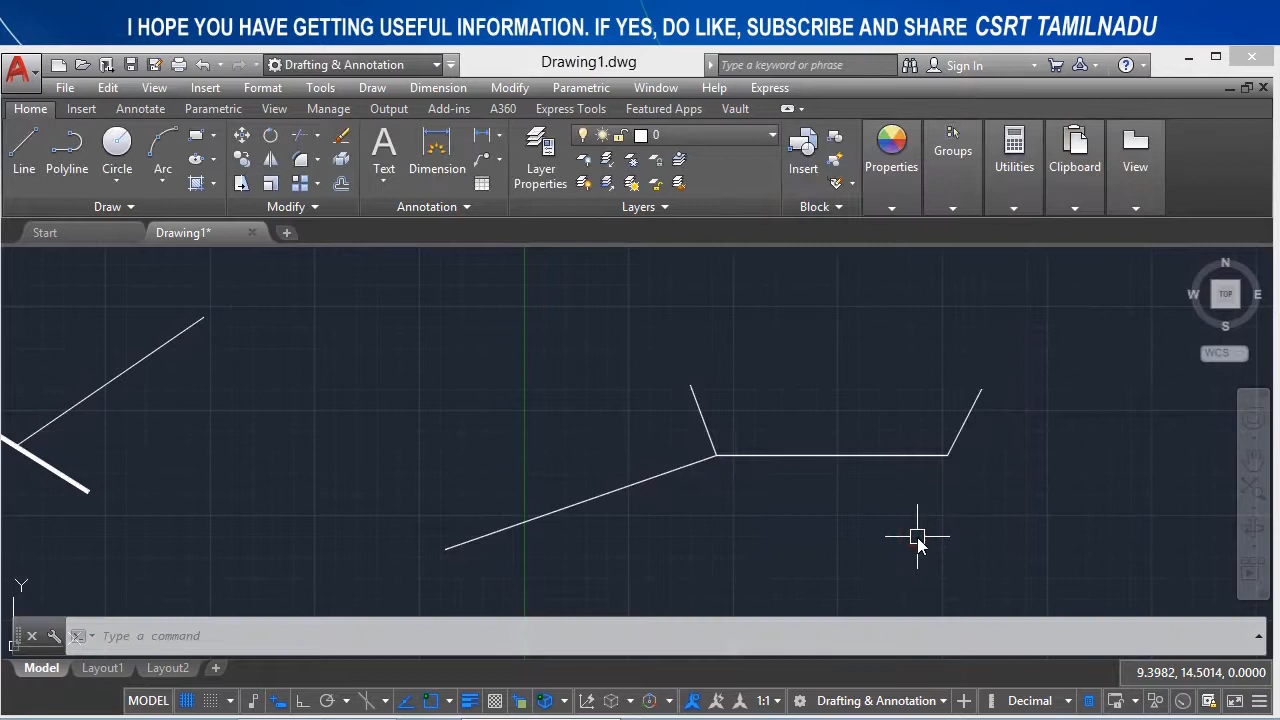 I HOPE YOU HAVE GETTING USEFUL INFORMATION. IF YES, DO LIKE, SUBSCRIBE AND SHARE CSRT TAMILNADU
A Drafting & Annotation Drawing1.dwg Type a keyword or phrase Sign In ?
File Edit View Insert Format Tools Draw Dimension Modify Parametric Window Help Express
Home Insert Annotate Parametric View Manage Output Add-ins A360 Express Tools Featured Apps Vault
0
Line Polyline Circle Arc Text Dimension Layer Properties Insert Properties Groups Utilities Clipboard View
Draw Modify Annotation Layers Block
Start Drawing1* +
N
W TOP E
S
WCS
Y
Type a command
Model Layout1 Layout2 +
9.3982, 14.5014, 0.0000
MODEL 1:1 Drafting & Annotation Decimal